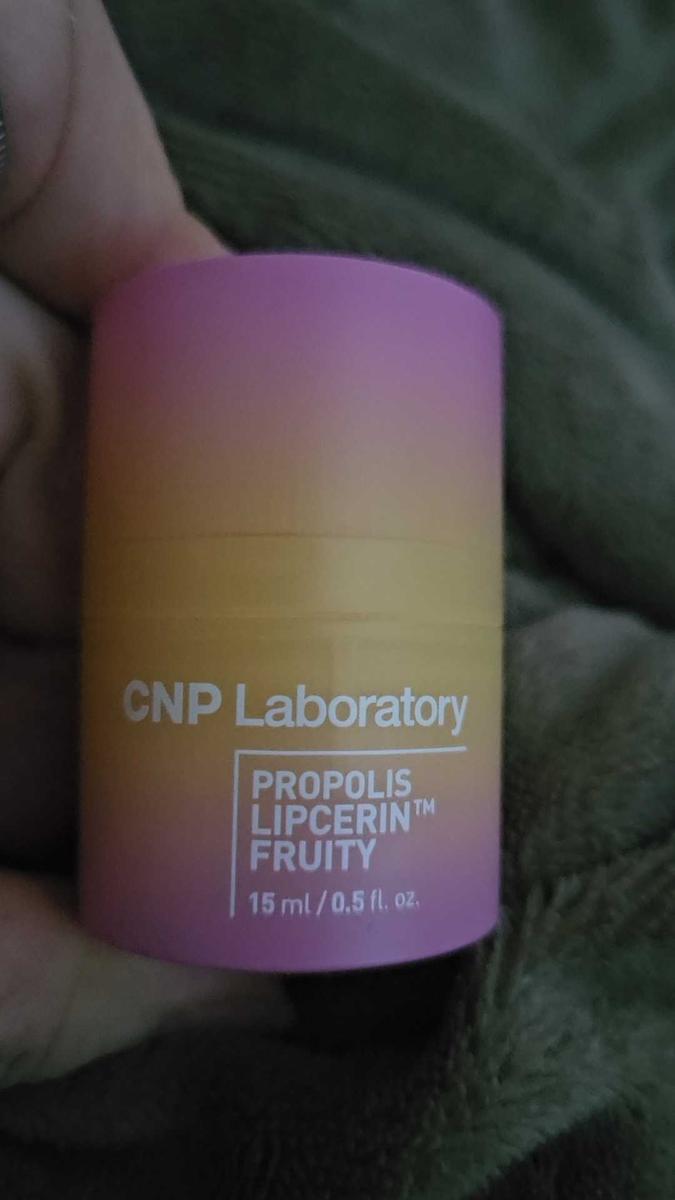 CNP Laboratory
PROPOLIS
LIPCERIN™
FRUITY
15 ml / 0.5 fl. oz.